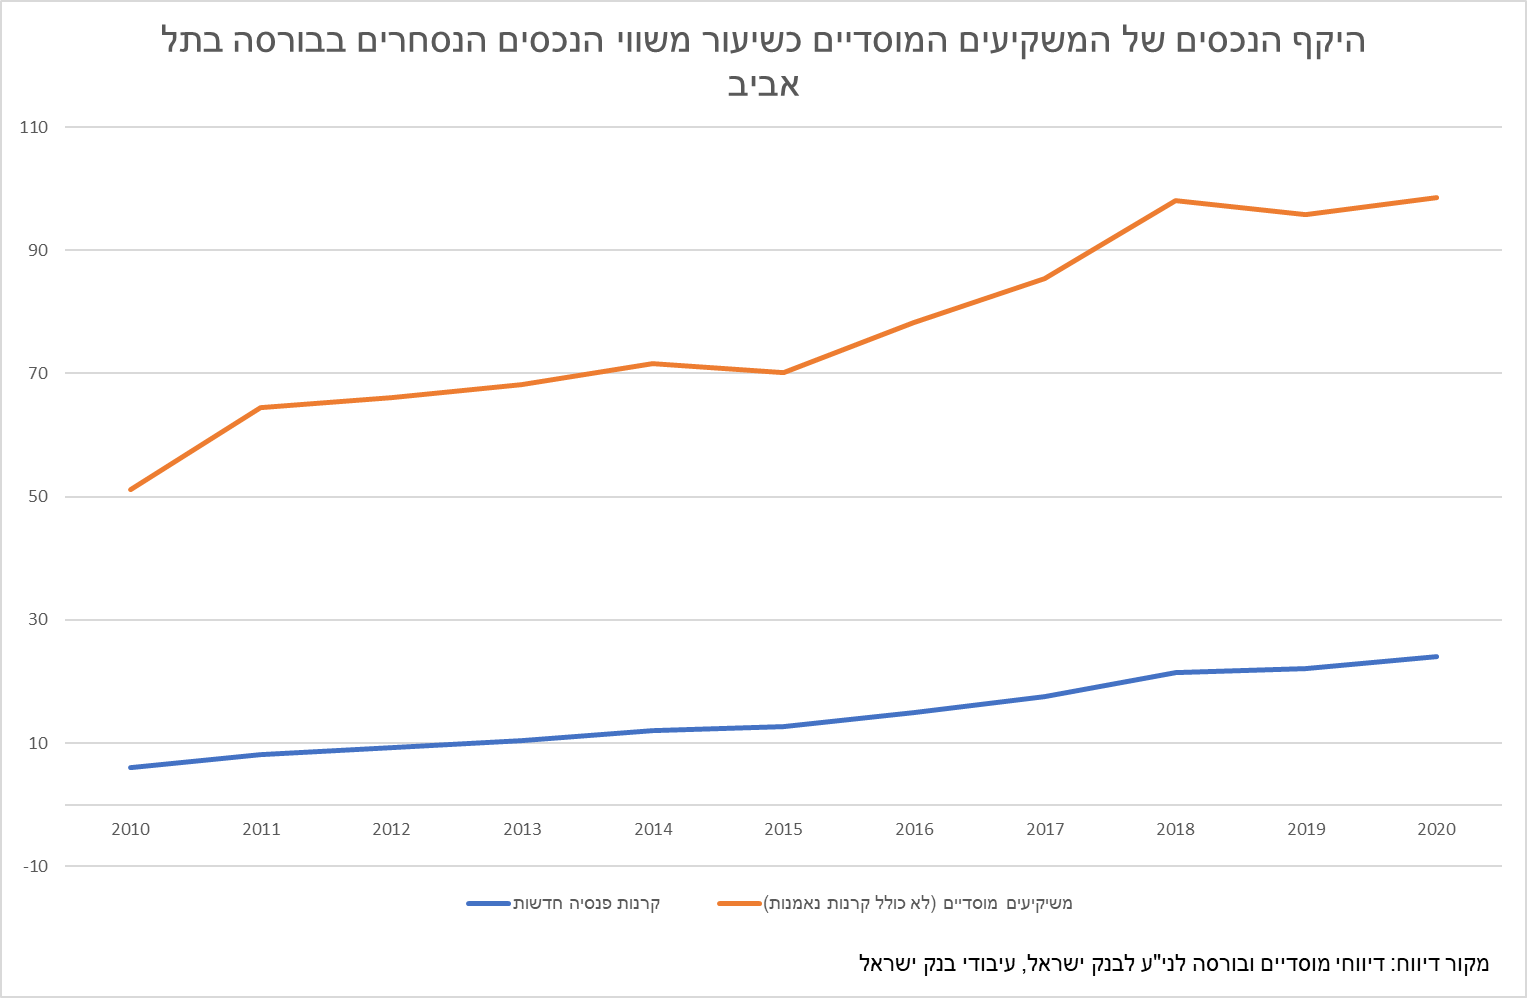 היקף הנכסים של המשקיעים המוסדיים כשיעור משווי הנכסים הנסחרים בבורסה בתל
אביב
110
90
70
50
30
10
-10
2010 2011 2012 2013 2014 2015 2016 2017 2018 2019 2020
קרנות פנסיה חדשות
משיקיעים מוסדיים (לא כולל קרנות נאמנות)
מקור דיווח: דיווחי מוסדיים ובורסה לני"ע לבנק ישראל, עיבודי בנק ישראל